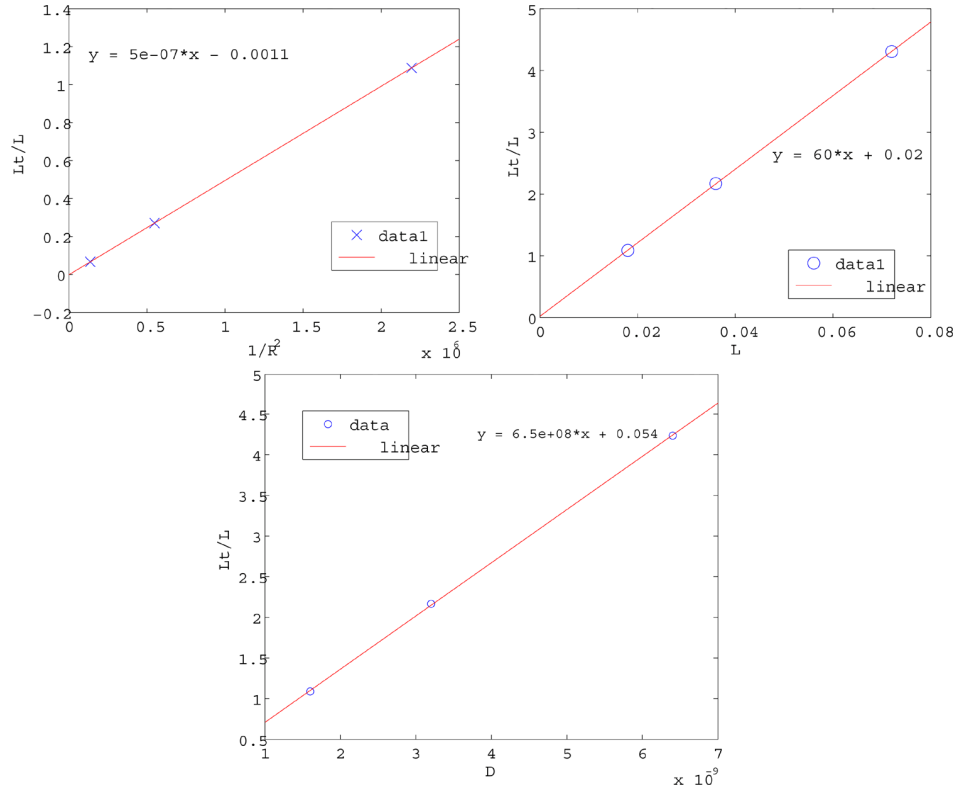 1.4
1.2
1
0.8
0.6
0.4
0.2
0
-0.2
Lt/L
y = 5e-07*x - 0.0011
data1
linear
0 0.5 1 1.5 2 2.5
1/R^2
x 10^6
5
4
3
2
1
0
Lt/L
y = 60*x + 0.02
data1
linear
0 0.02 0.04 0.06 0.08
L
5
4.5
4
3.5
3
2.5
2
1.5
1
0.5
Lt/L
data
linear
y = 6.5e+08*x + 0.054
1 2 3 4 5 6 7
D
x 10^-9